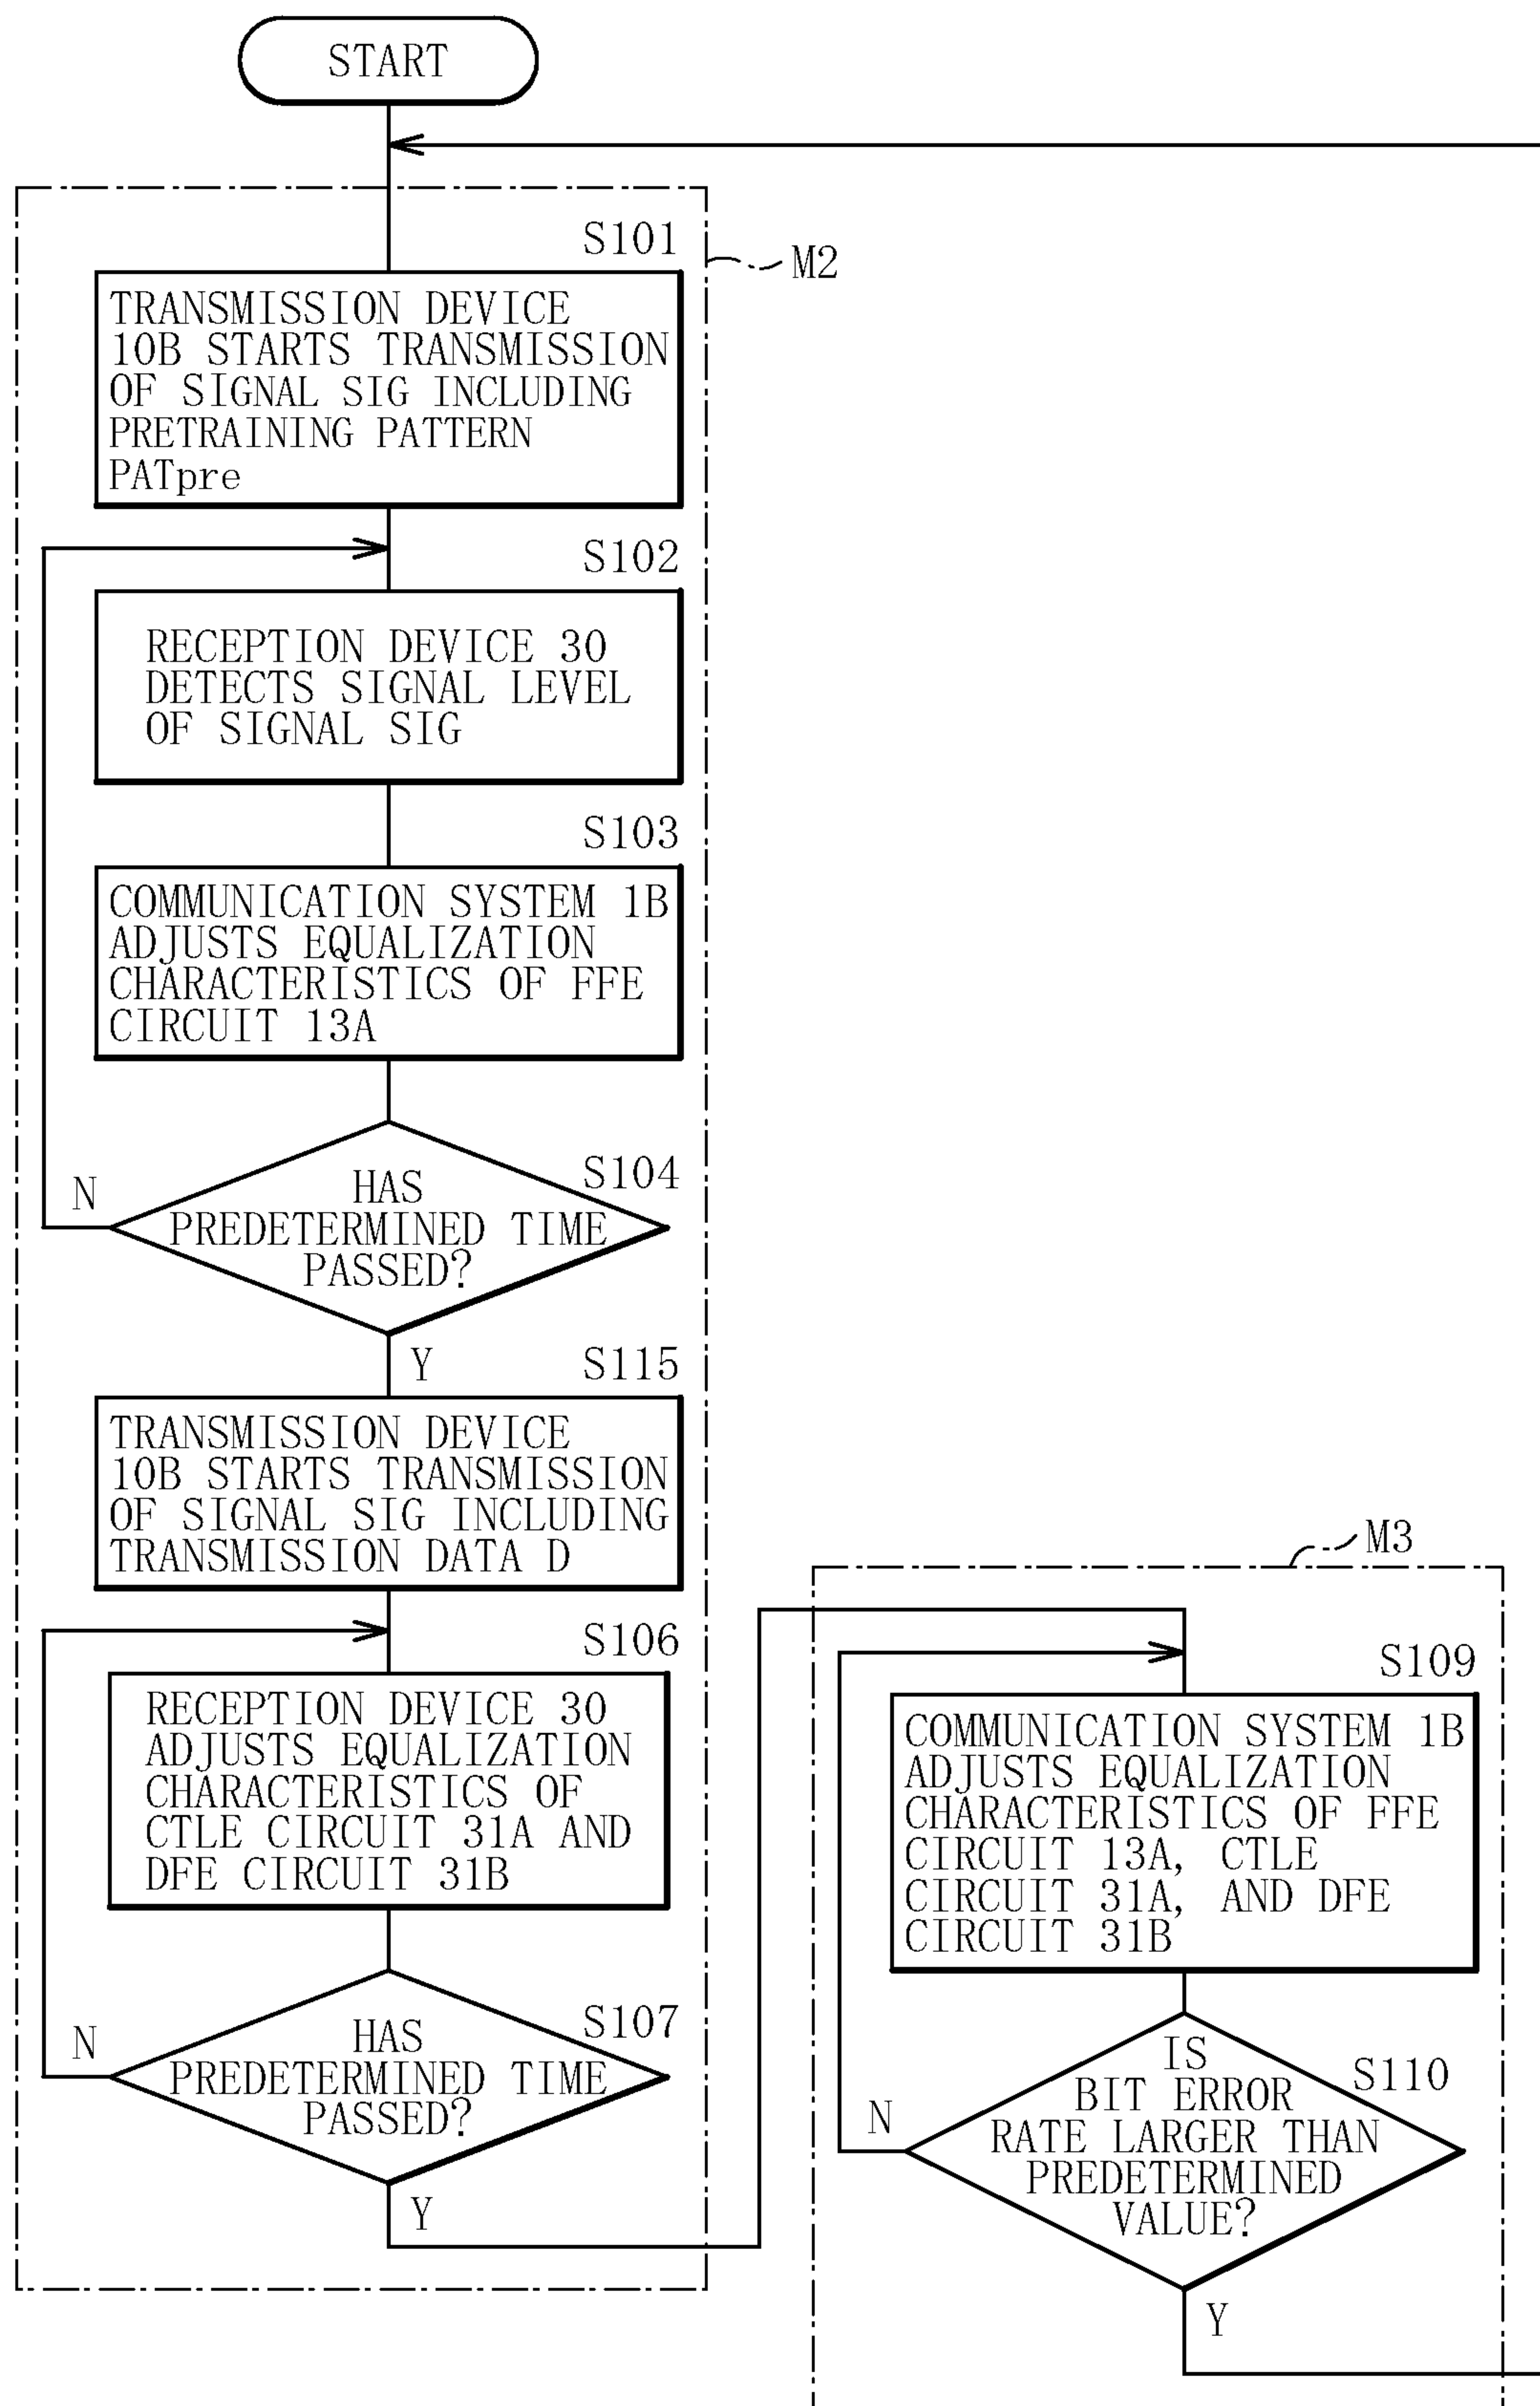 START
S101
M2
TRANSMISSION DEVICE
10B STARTS TRANSMISSION
OF SIGNAL SIG INCLUDING
PRETRAINING PATTERN
PATpre
S102
RECEPTION DEVICE 30
DETECTS SIGNAL LEVEL
OF SIGNAL SIG
S103
COMMUNICATION SYSTEM 1B
ADJUSTS EQUALIZATION
CHARACTERISTICS OF FFE
CIRCUIT 13A
S104
N
HAS
PREDETERMINED TIME
PASSED?
Y
S115
TRANSMISSION DEVICE
10B STARTS TRANSMISSION
OF SIGNAL SIG INCLUDING
TRANSMISSION DATA D
S106
RECEPTION DEVICE 30
ADJUSTS EQUALIZATION
CHARACTERISTICS OF
CTLE CIRCUIT 31A AND
DFE CIRCUIT 31B
S107
N
HAS
PREDETERMINED TIME
PASSED?
Y
M3
S109
COMMUNICATION SYSTEM 1B
ADJUSTS EQUALIZATION
CHARACTERISTICS OF FFE
CIRCUIT 13A, CTLE
CIRCUIT 31A, AND DFE
CIRCUIT 31B
S110
N
IS
BIT ERROR
RATE LARGER THAN
PREDETERMINED
VALUE?
Y